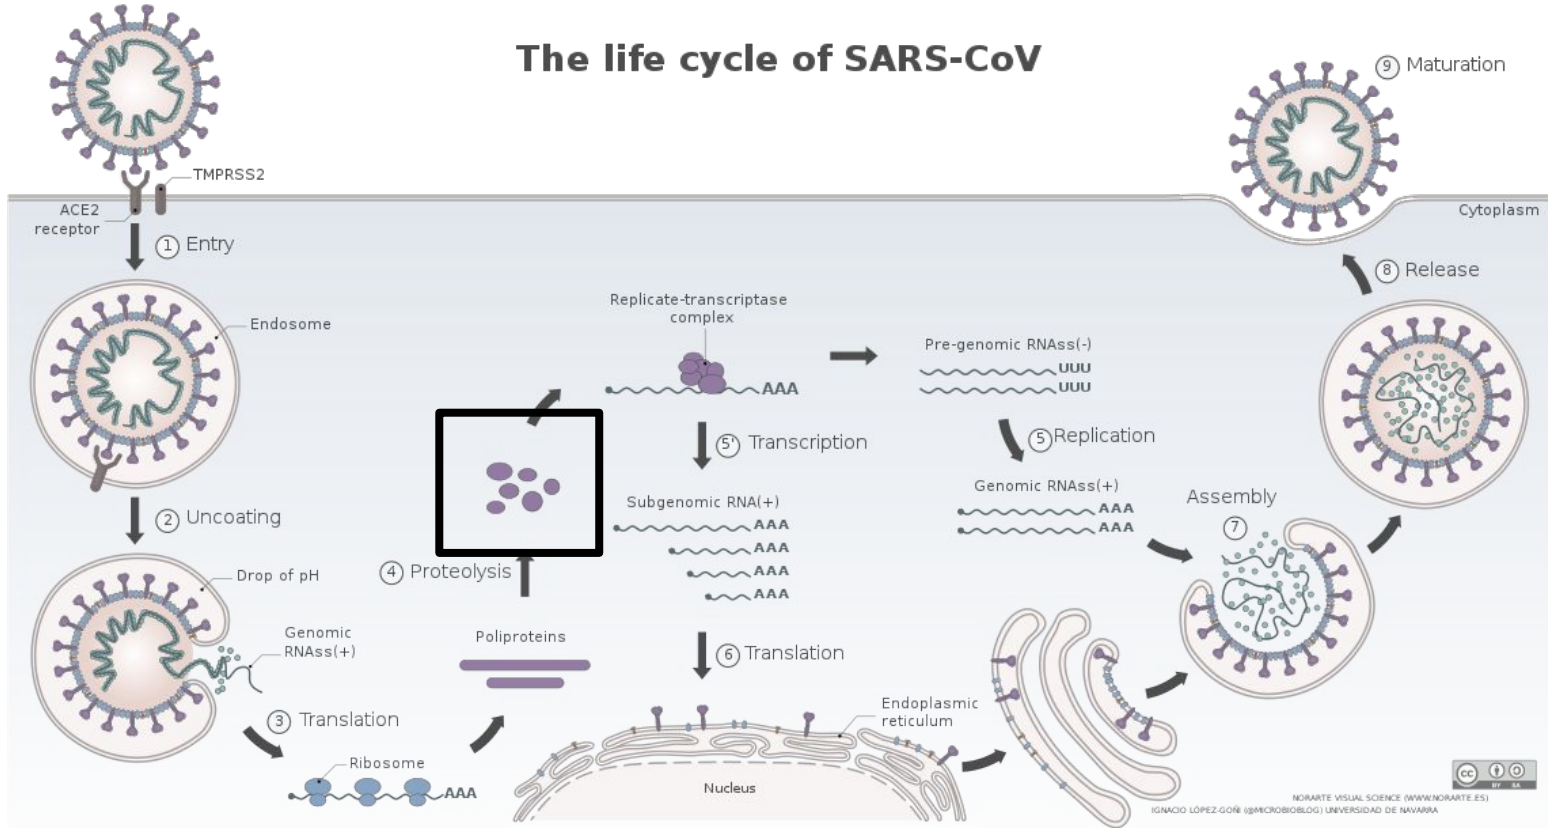 The life cycle of SARS-CoV
9 Maturation
TMPRSS2
ACE2
receptor
Cytoplasm
1 Entry
8 Release
Endosome
Replicate-transcriptase
complex
AAA
Pre-genomic RNAss(-)
UUU
UUU
5' Transcription
5 Replication
Subgenomic RNA(+)
AAA
AAA
AAA
AAA
Genomic RNAss(+)
AAA
AAA
Assembly
7
2 Uncoating
4 Proteolysis
Drop of pH
Genomic
RNAss(+)
Poliproteins
6 Translation
3 Translation
Endoplasmic
reticulum
Ribosome
AAA
Nucleus
cc BY SA
NORARTE VISUAL SCIENCE (WWW.NORARTE.ES)
IGNACIO LÓPEZ-GOÑI (@MICROBIOBLOG) UNIVERSIDAD DE NAVARRA